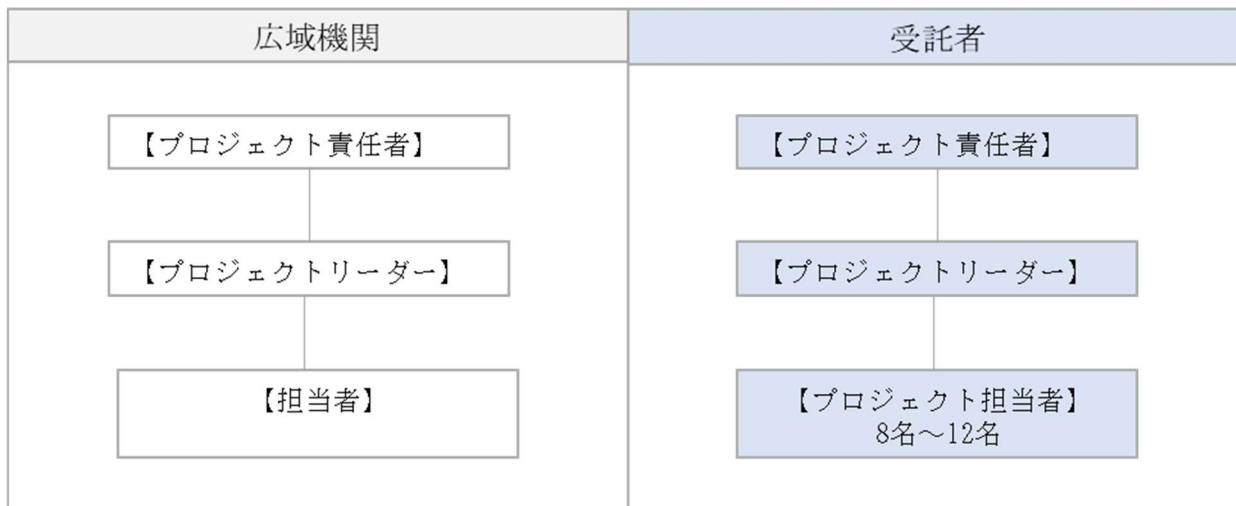 広域機関
受託者
【プロジェクト責任者】
【プロジェクトリーダー】
【担当者】
【プロジェクト責任者】
【プロジェクトリーダー】
【プロジェクト担当者】
8名～12名